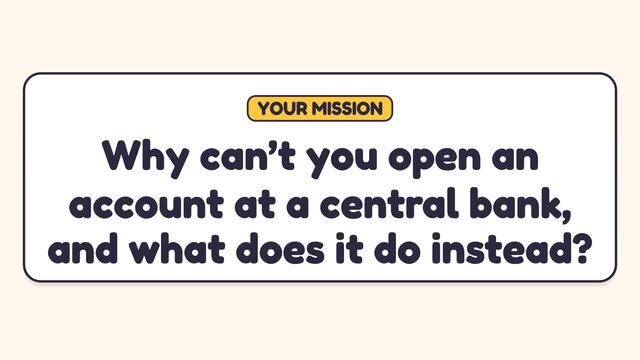 YOUR MISSION
Why can’t you open an
account at a central bank,
and what does it do instead?